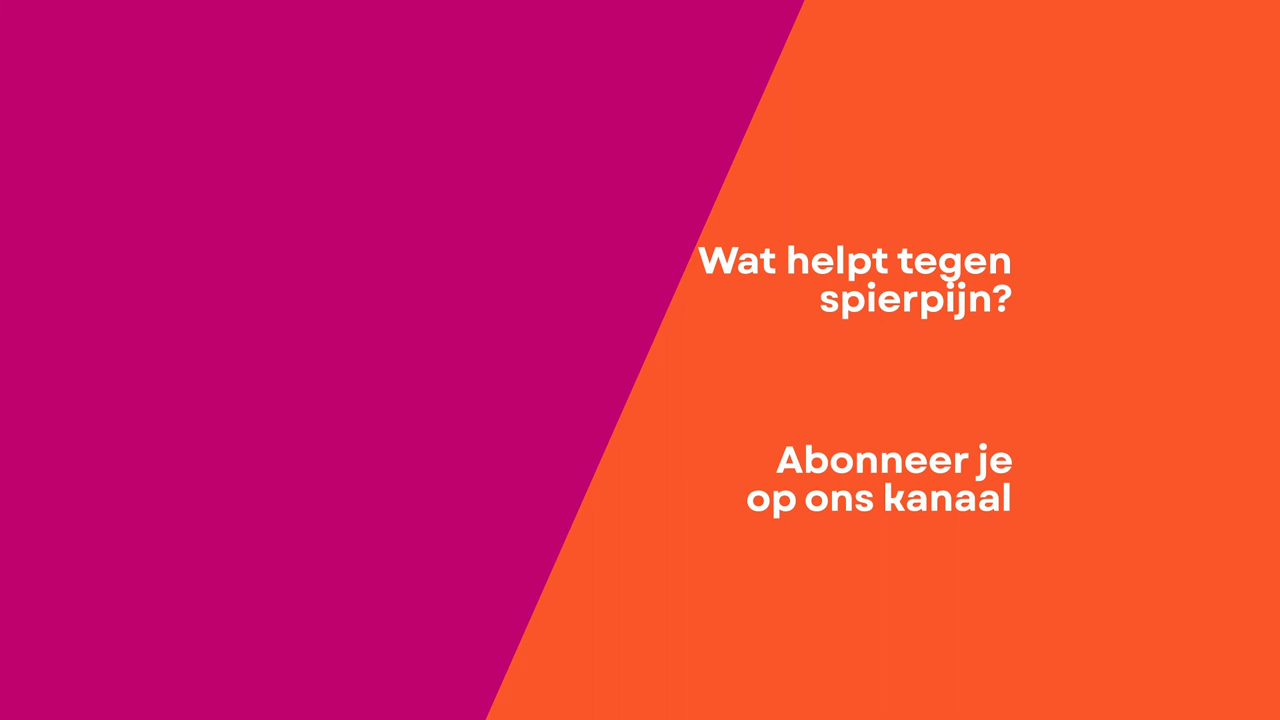 Wat helpt tegen
spierpijn?
Abonneer je
op ons kanaal